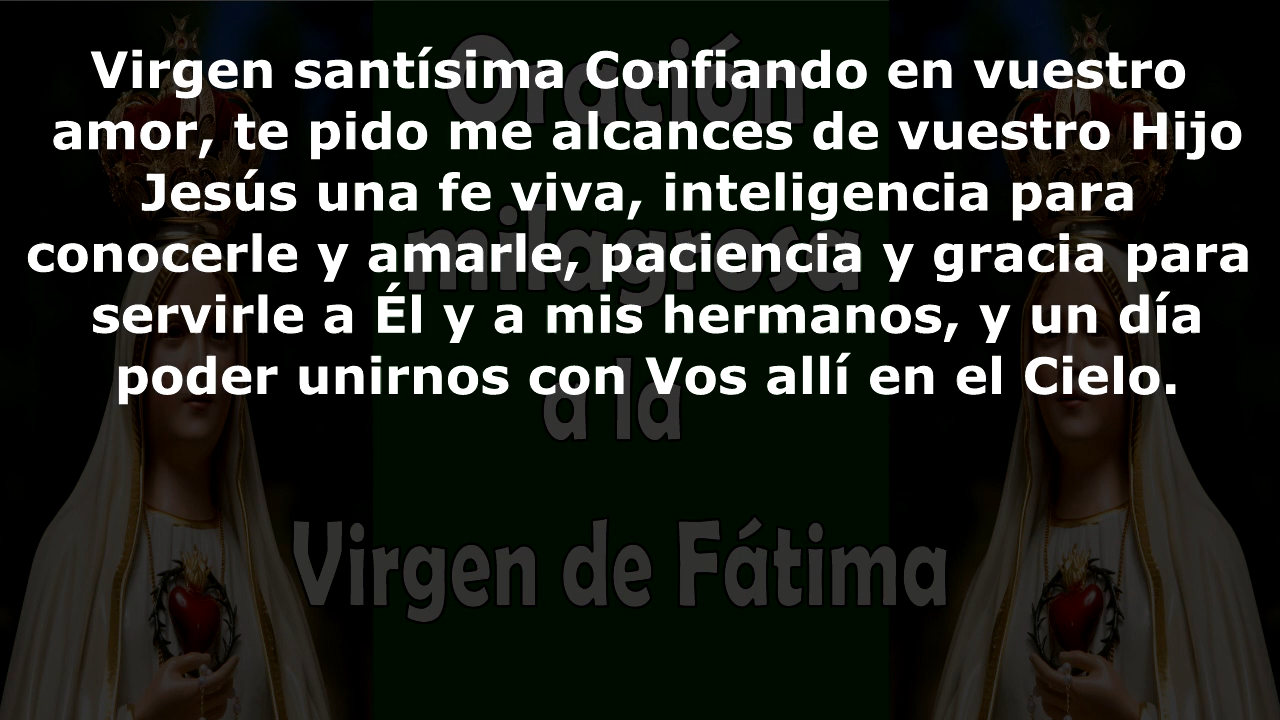 Virgen santísima Confiando en vuestro
amor, te pido me alcances de vuestro Hijo
Jesús una fe viva, inteligencia para
conocerle y amarle, paciencia y gracia para
servirle a Él y a mis hermanos, y un día
poder unirnos con Vos allí en el Cielo.
Oración
milagrosa
a la
Virgen de Fátima